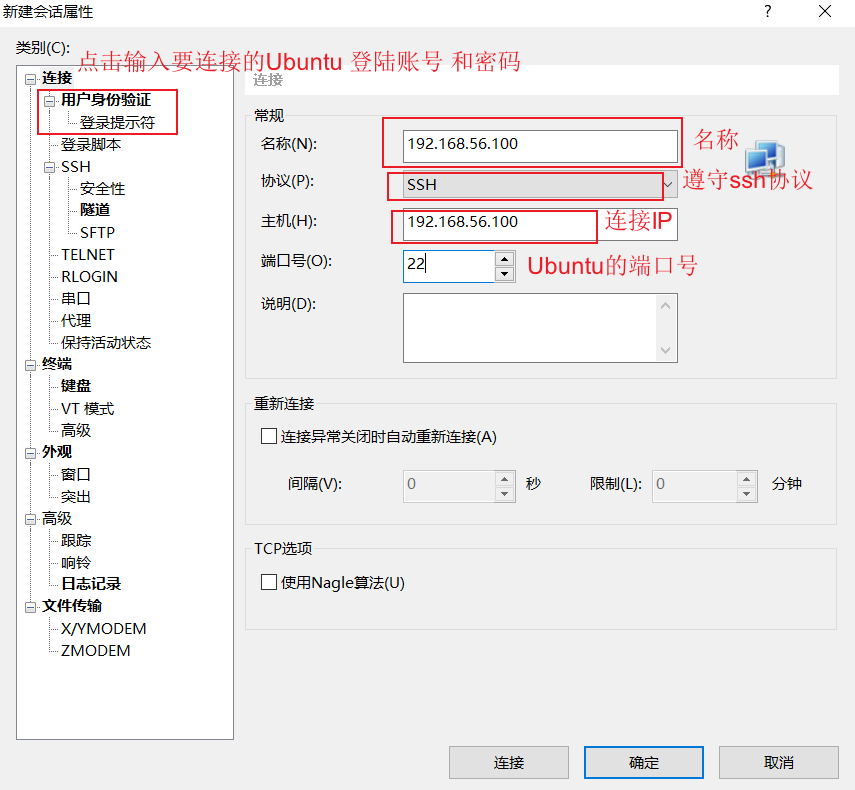 新建会话属性
?
类别(C):
点击输入要连接的Ubuntu 登陆账号 和密码
连接
用户身份验证
登录提示符
登录脚本
SSH
安全性
隧道
SFTP
TELNET
RLOGIN
串口
代理
保持活动状态
终端
键盘
VT 模式
高级
外观
窗口
突出
高级
跟踪
响铃
日志记录
文件传输
X/YMODEM
ZMODEM
连接
常规
名称(N):
192.168.56.100
名称
协议(P):
SSH
遵守ssh协议
主机(H):
192.168.56.100
连接IP
端口号(O):
22
Ubuntu的端口号
说明(D):
重新连接
连接异常关闭时自动重新连接(A)
间隔(V):
0
秒
限制(L):
0
分钟
TCP选项
使用Nagle算法(U)
连接
确定
取消